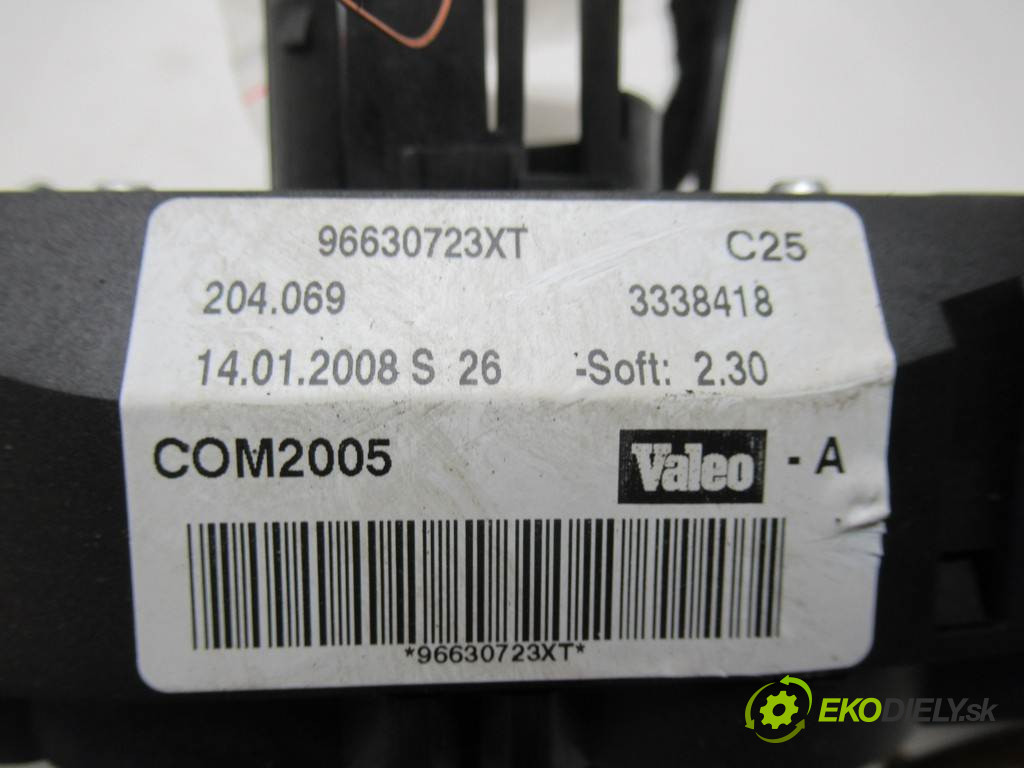 96630723XT C25
204.069 3338418
14.01.2008 S 26 -Soft: 2.30
COM2005 Valeo - A
*96630723XT*
EKODIELY.sk